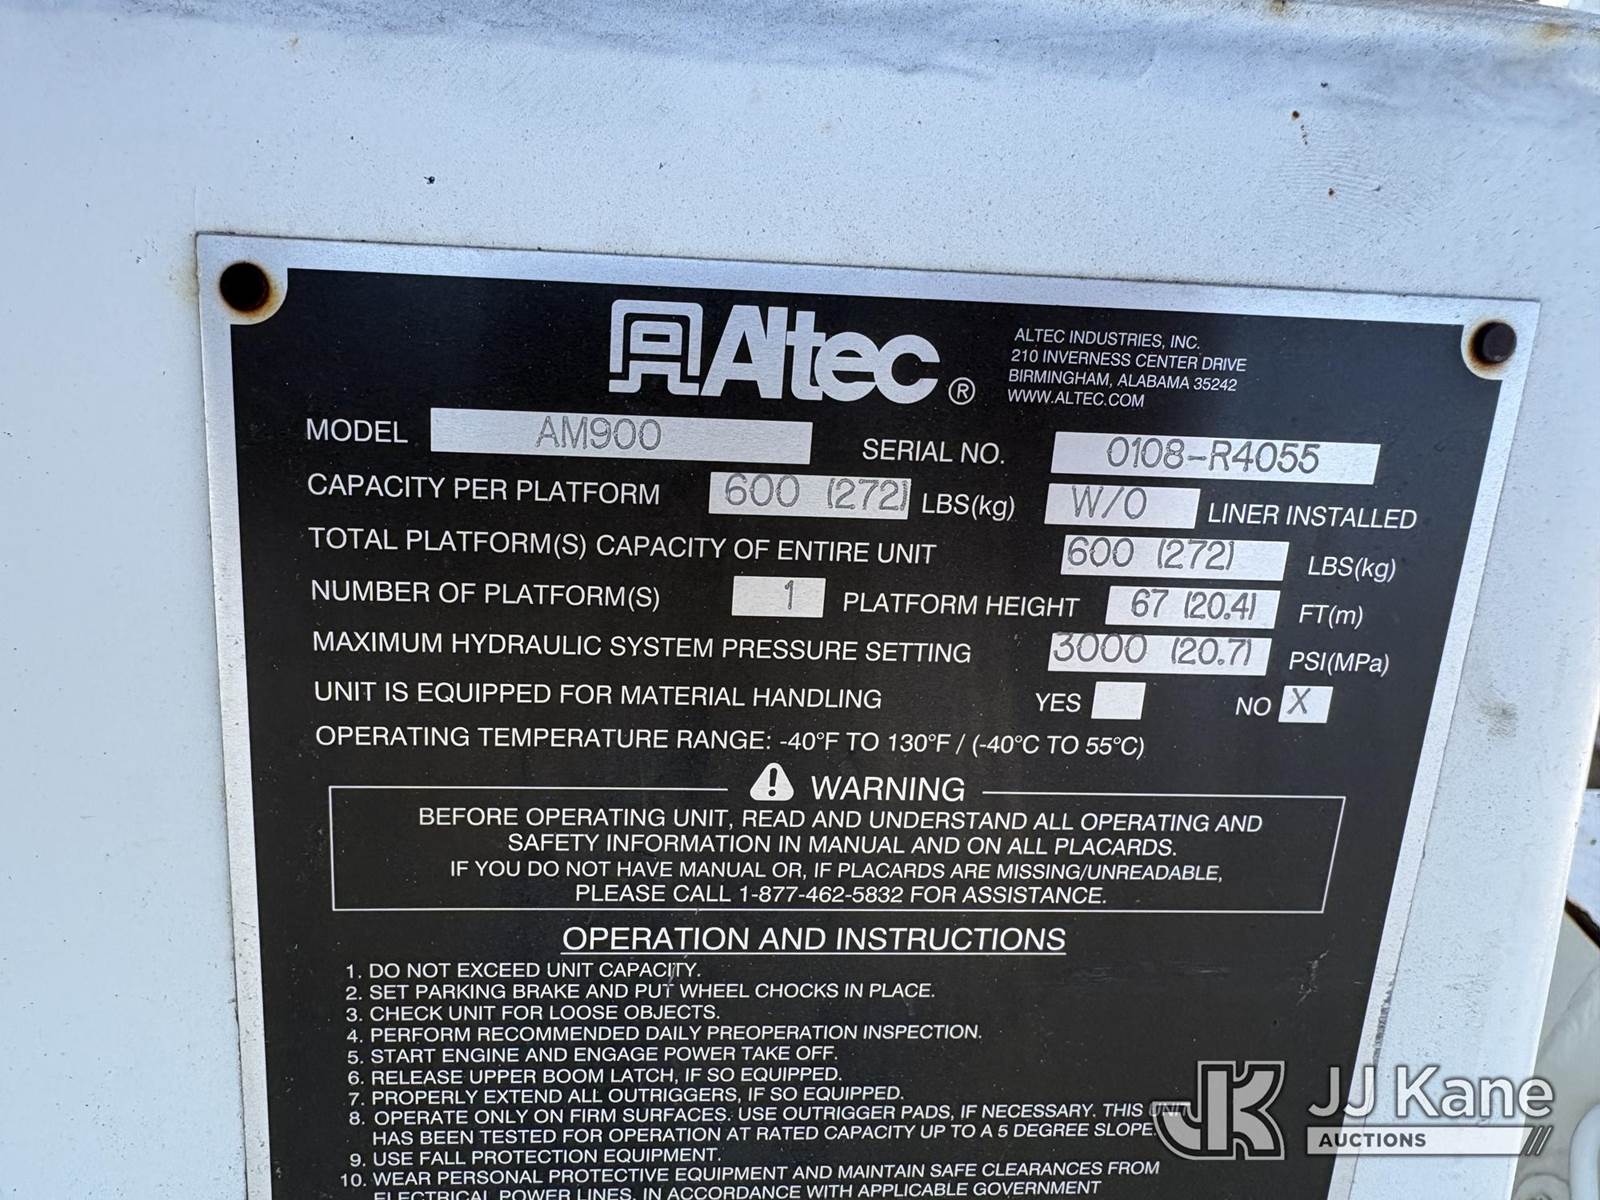 Altec®
ALTEC INDUSTRIES, INC.
210 INVERNESS CENTER DRIVE
BIRMINGHAM, ALABAMA 35242
WWW.ALTEC.COM
MODEL AM900 SERIAL NO. 0108-R4055
CAPACITY PER PLATFORM 600 (272) LBS(kg) W/O LINER INSTALLED
TOTAL PLATFORM(S) CAPACITY OF ENTIRE UNIT 600 (272) LBS(kg)
NUMBER OF PLATFORM(S) 1 PLATFORM HEIGHT 67 (20.4) FT(m)
MAXIMUM HYDRAULIC SYSTEM PRESSURE SETTING 3000 (20.7) PSI(MPa)
UNIT IS EQUIPPED FOR MATERIAL HANDLING YES NO X
OPERATING TEMPERATURE RANGE: -40°F TO 130°F / (-40°C TO 55°C)
WARNING
BEFORE OPERATING UNIT, READ AND UNDERSTAND ALL OPERATING AND
SAFETY INFORMATION IN MANUAL AND ON ALL PLACARDS.
IF YOU DO NOT HAVE MANUAL OR, IF PLACARDS ARE MISSING/UNREADABLE,
PLEASE CALL 1-877-462-5832 FOR ASSISTANCE.
OPERATION AND INSTRUCTIONS
1. DO NOT EXCEED UNIT CAPACITY.
2. SET PARKING BRAKE AND PUT WHEEL CHOCKS IN PLACE.
3. CHECK UNIT FOR LOOSE OBJECTS.
4. PERFORM RECOMMENDED DAILY PREOPERATION INSPECTION.
5. START ENGINE AND ENGAGE POWER TAKE OFF.
6. RELEASE UPPER BOOM LATCH, IF SO EQUIPPED.
7. PROPERLY EXTEND ALL OUTRIGGERS, IF SO EQUIPPED.
8. OPERATE ONLY ON FIRM SURFACES. USE OUTRIGGER PADS, IF NECESSARY. THIS UNIT
HAS BEEN TESTED FOR OPERATION AT RATED CAPACITY UP TO A 5 DEGREE SLOPE.
9. USE FALL PROTECTION EQUIPMENT.
10. WEAR PERSONAL PROTECTIVE EQUIPMENT AND MAINTAIN SAFE CLEARANCES FROM
ELECTRICAL POWER LINES, IN ACCORDANCE WITH APPLICABLE GOVERNMENT
JK JJ Kane
AUCTIONS